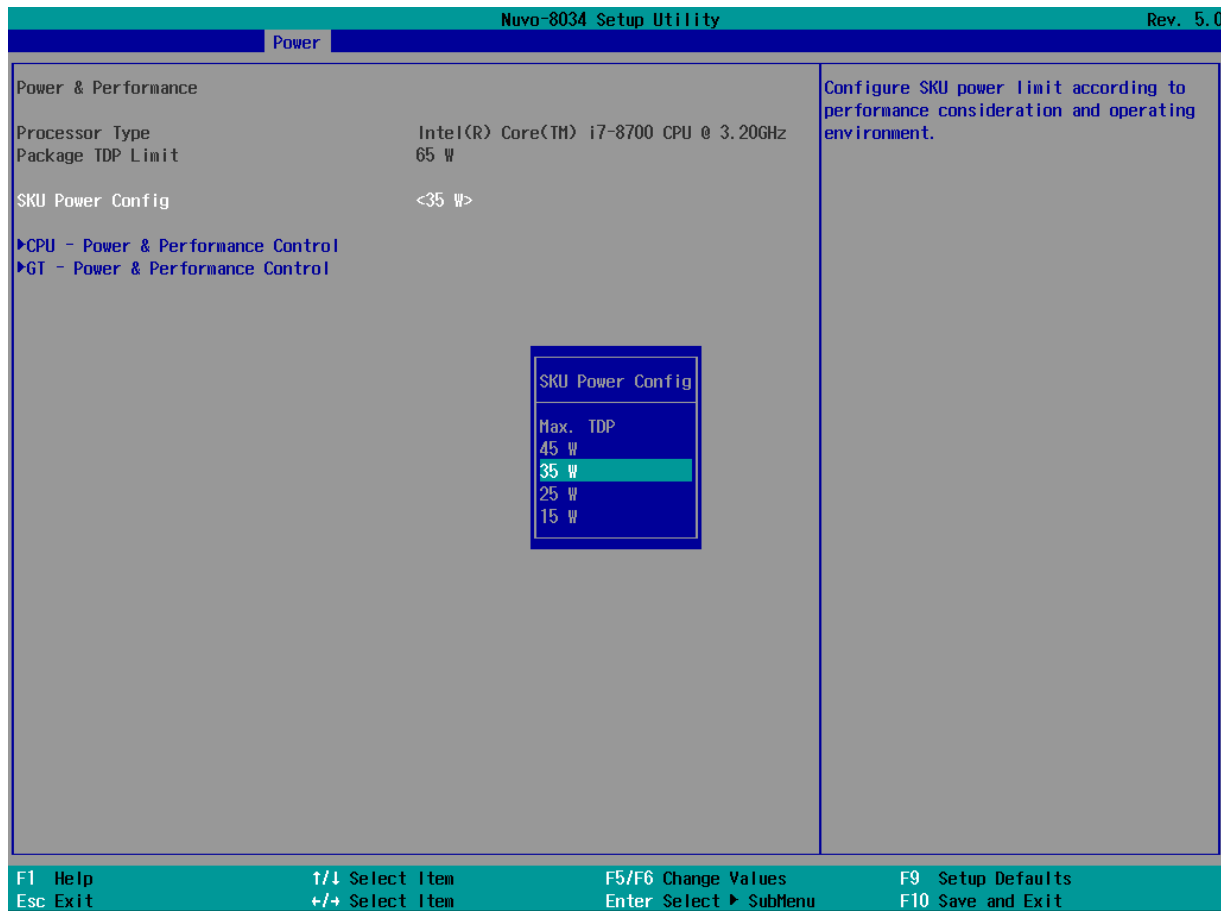 Nuvo-8034 Setup Utility Rev. 5.0
Power
Power & Performance
Processor Type Intel(R) Core(TM) i7-8700 CPU @ 3.20GHz
Package TDP Limit 65 W
SKU Power Config <35 W>
▶CPU - Power & Performance Control
▶GT - Power & Performance Control
Configure SKU power limit according to
performance consideration and operating
environment.
SKU Power Config
Max. TDP
45 W
35 W
25 W
15 W
F1 Help ↑/↓ Select Item F5/F6 Change Values F9 Setup Defaults
Esc Exit ←/→ Select Item Enter Select ▶ SubMenu F10 Save and Exit